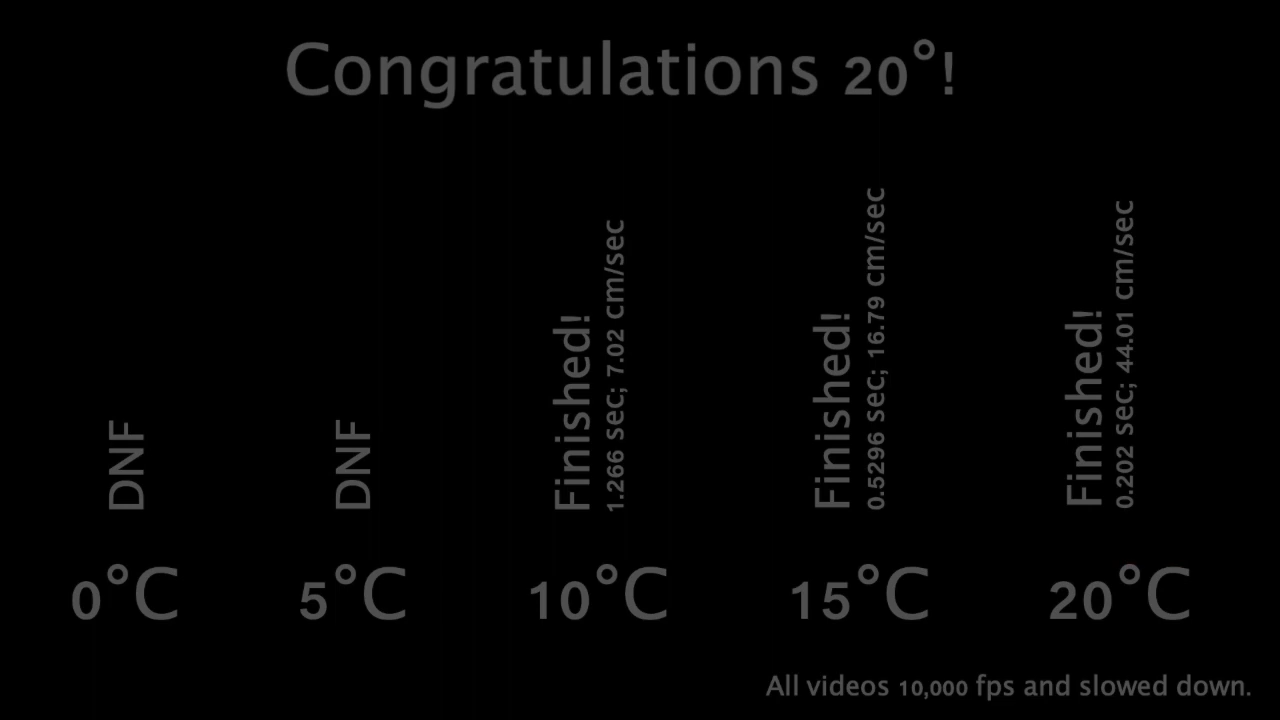 Congratulations 20°!
DNF
DNF
Finished!
1.266 sec; 7.02 cm/sec
Finished!
0.5296 sec; 16.79 cm/sec
Finished!
0.202 sec; 44.01 cm/sec
0°C
5°C
10°C
15°C
20°C
All videos 10,000 fps and slowed down.